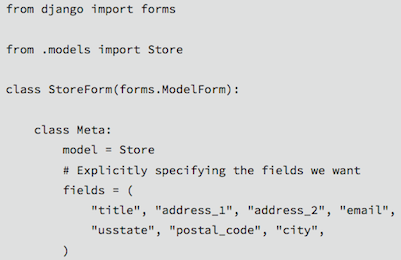 from django import forms

from .models import Store

class StoreForm(forms.ModelForm):

    class Meta:
        model = Store
        # Explicitly specifying the fields we want
        fields = (
            "title", "address_1", "address_2", "email",
            "usstate", "postal_code", "city",
        )